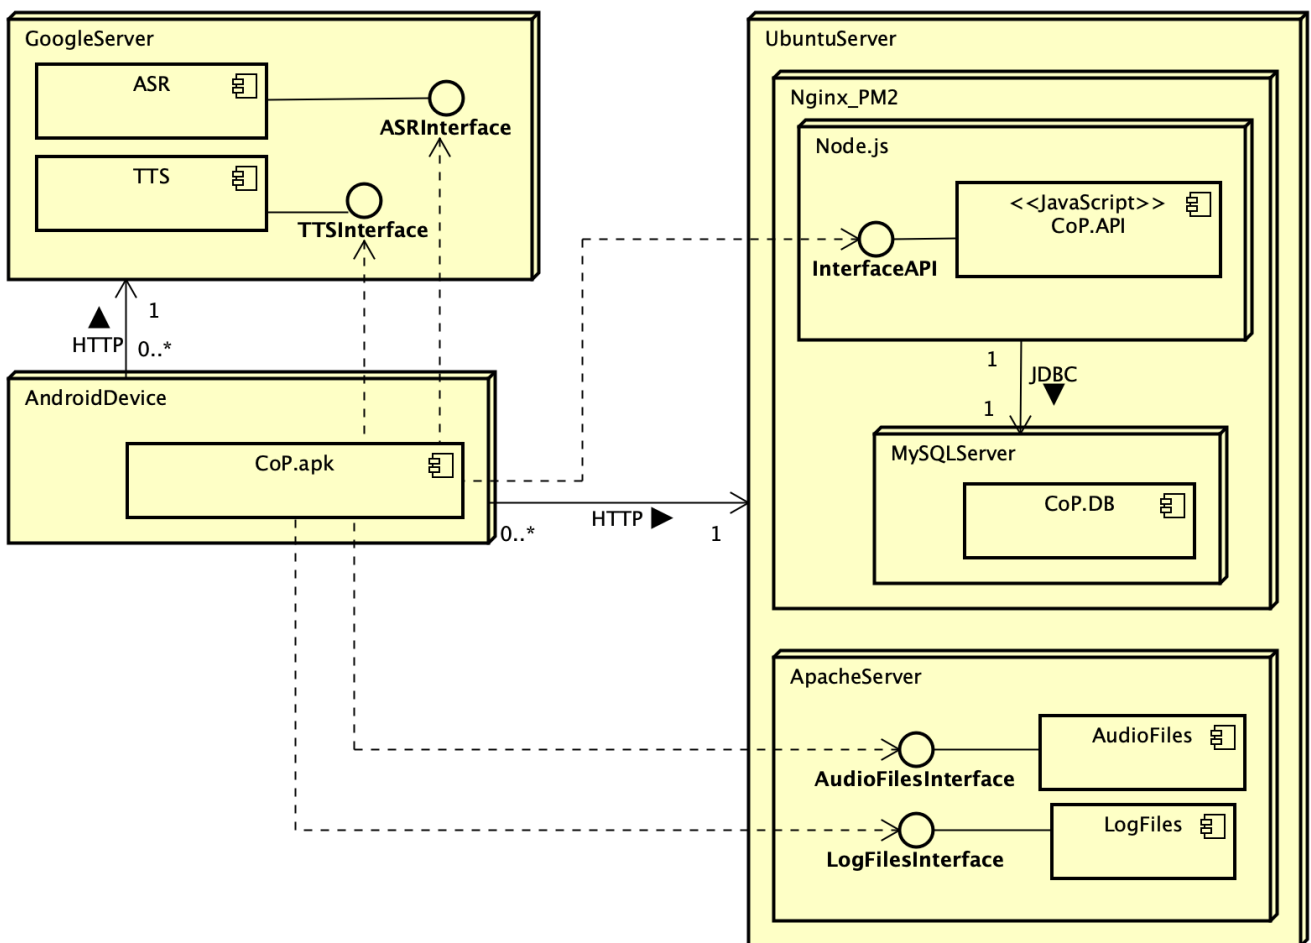 GoogleServer
ASR
ASRInterface
TTS
TTSInterface
1
HTTP
0..*
AndroidDevice
CoP.apk
0..*
HTTP
1
UbuntuServer
Nginx_PM2
Node.js
<<JavaScript>>
CoP.API
InterfaceAPI
1
JDBC
1
MySQLServer
CoP.DB
ApacheServer
AudioFiles
AudioFilesInterface
LogFiles
LogFilesInterface